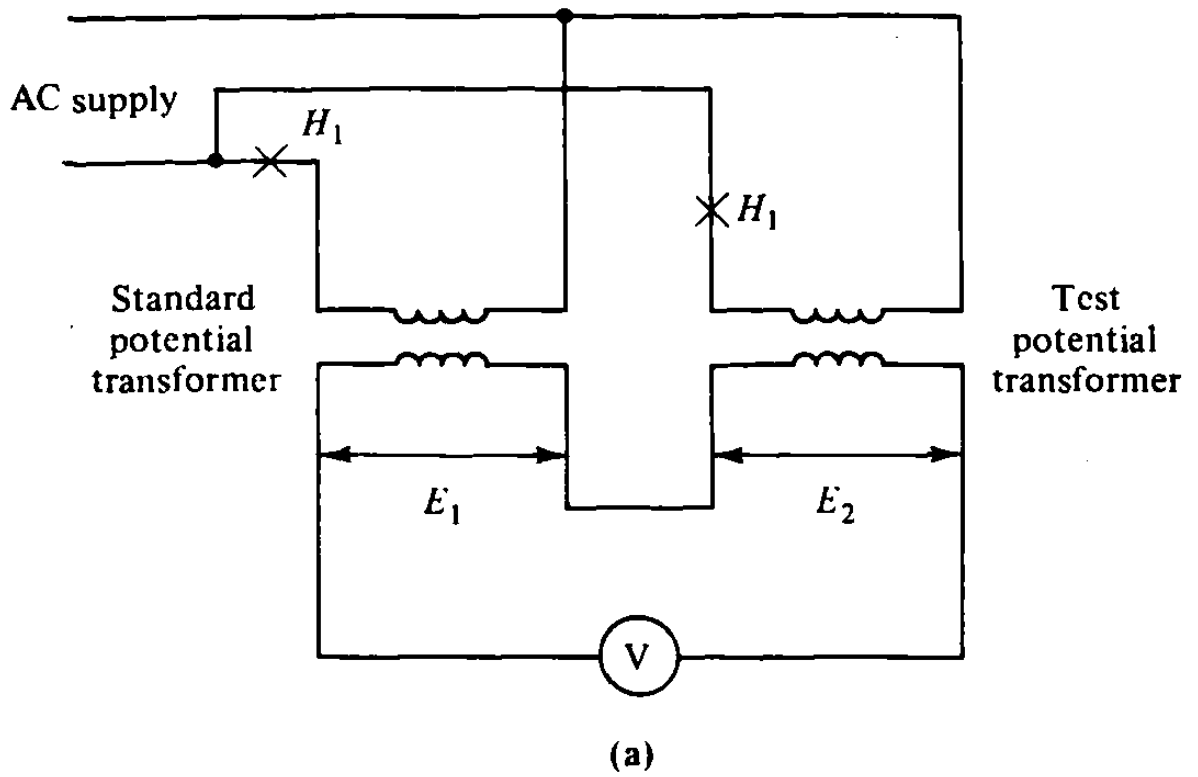 AC supply
H1
H1
Standard
potential
transformer
Test
potential
transformer
E1
E2
V
(a)